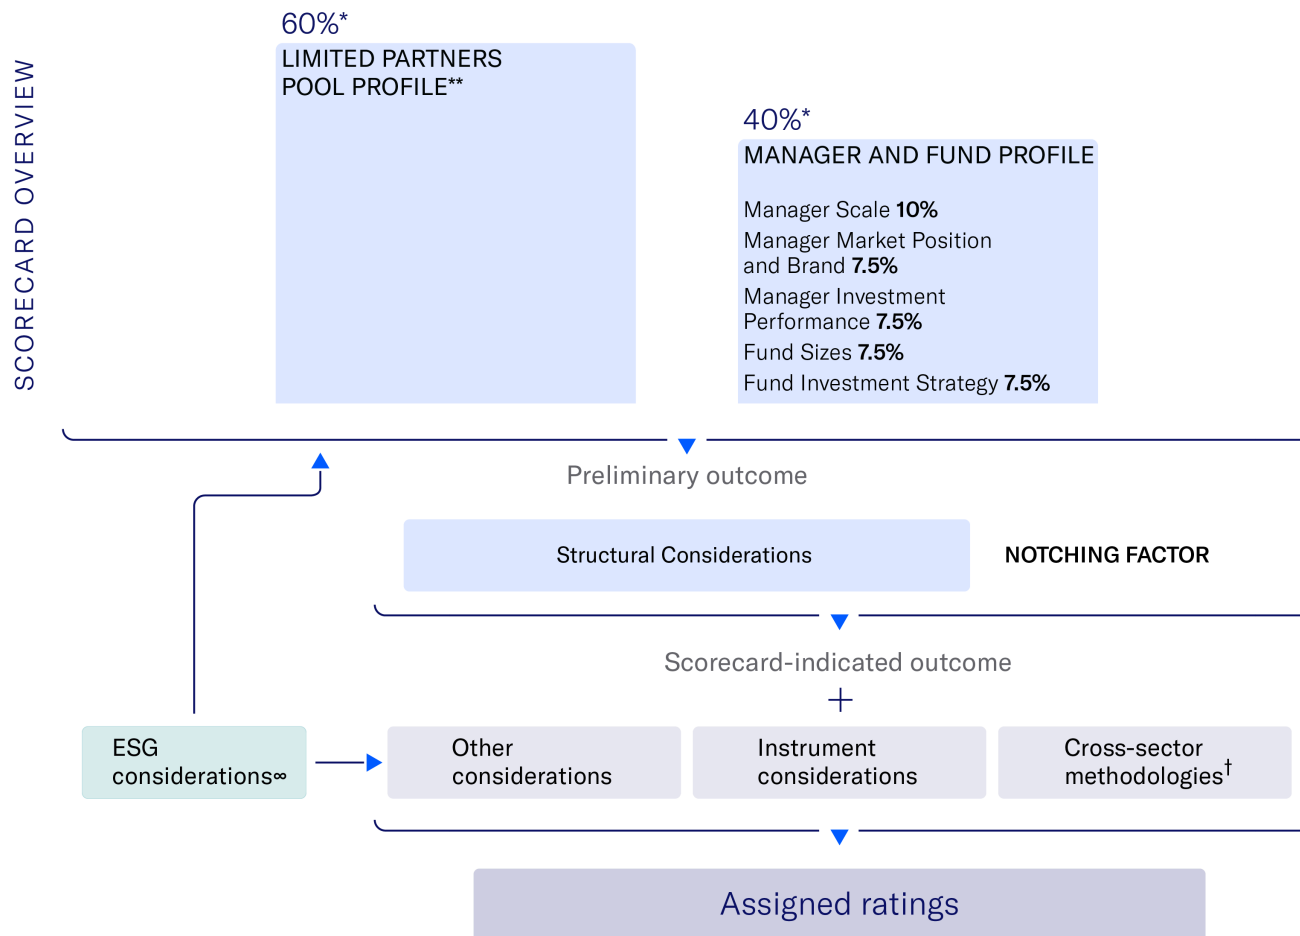 SCORECARD OVERVIEW
60%*
LIMITED PARTNERS
POOL PROFILE**
40%*
MANAGER AND FUND PROFILE
Manager Scale 10%
Manager Market Position
and Brand 7.5%
Manager Investment
Performance 7.5%
Fund Sizes 7.5%
Fund Investment Strategy 7.5%
Preliminary outcome
Structural Considerations
NOTCHING FACTOR
Scorecard-indicated outcome
+
ESG
considerations∞
Other
considerations
Instrument
considerations
Cross-sector
methodologies†
Assigned ratings